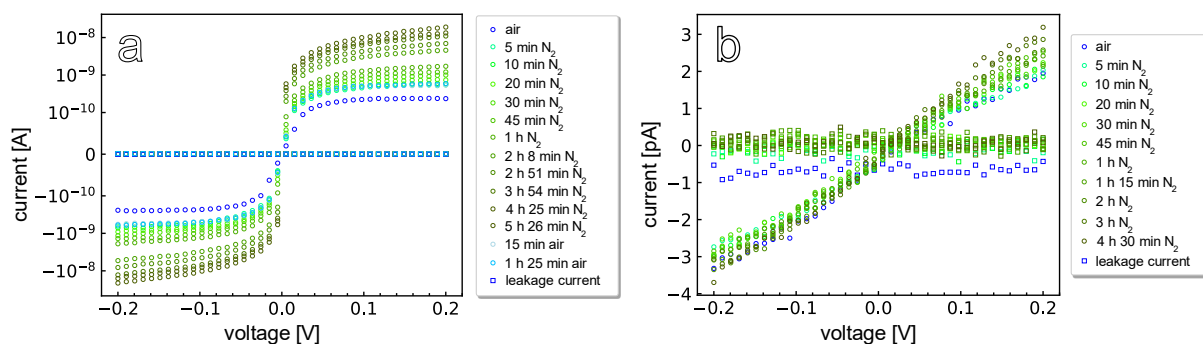 a
10⁻⁸
10⁻⁹
10⁻¹⁰
0
−10⁻¹⁰
−10⁻⁹
−10⁻⁸
current [A]
−0.2
−0.1
0.0
0.1
0.2
voltage [V]
air
5 min N₂
10 min N₂
20 min N₂
30 min N₂
45 min N₂
1 h N₂
2 h 8 min N₂
2 h 51 min N₂
3 h 54 min N₂
4 h 25 min N₂
5 h 26 min N₂
15 min air
1 h 25 min air
leakage current
b
3
2
1
0
−1
−2
−3
−4
current [pA]
−0.2
−0.1
0.0
0.1
0.2
voltage [V]
air
5 min N₂
10 min N₂
20 min N₂
30 min N₂
45 min N₂
1 h N₂
1 h 15 min N₂
2 h N₂
3 h N₂
4 h 30 min N₂
leakage current